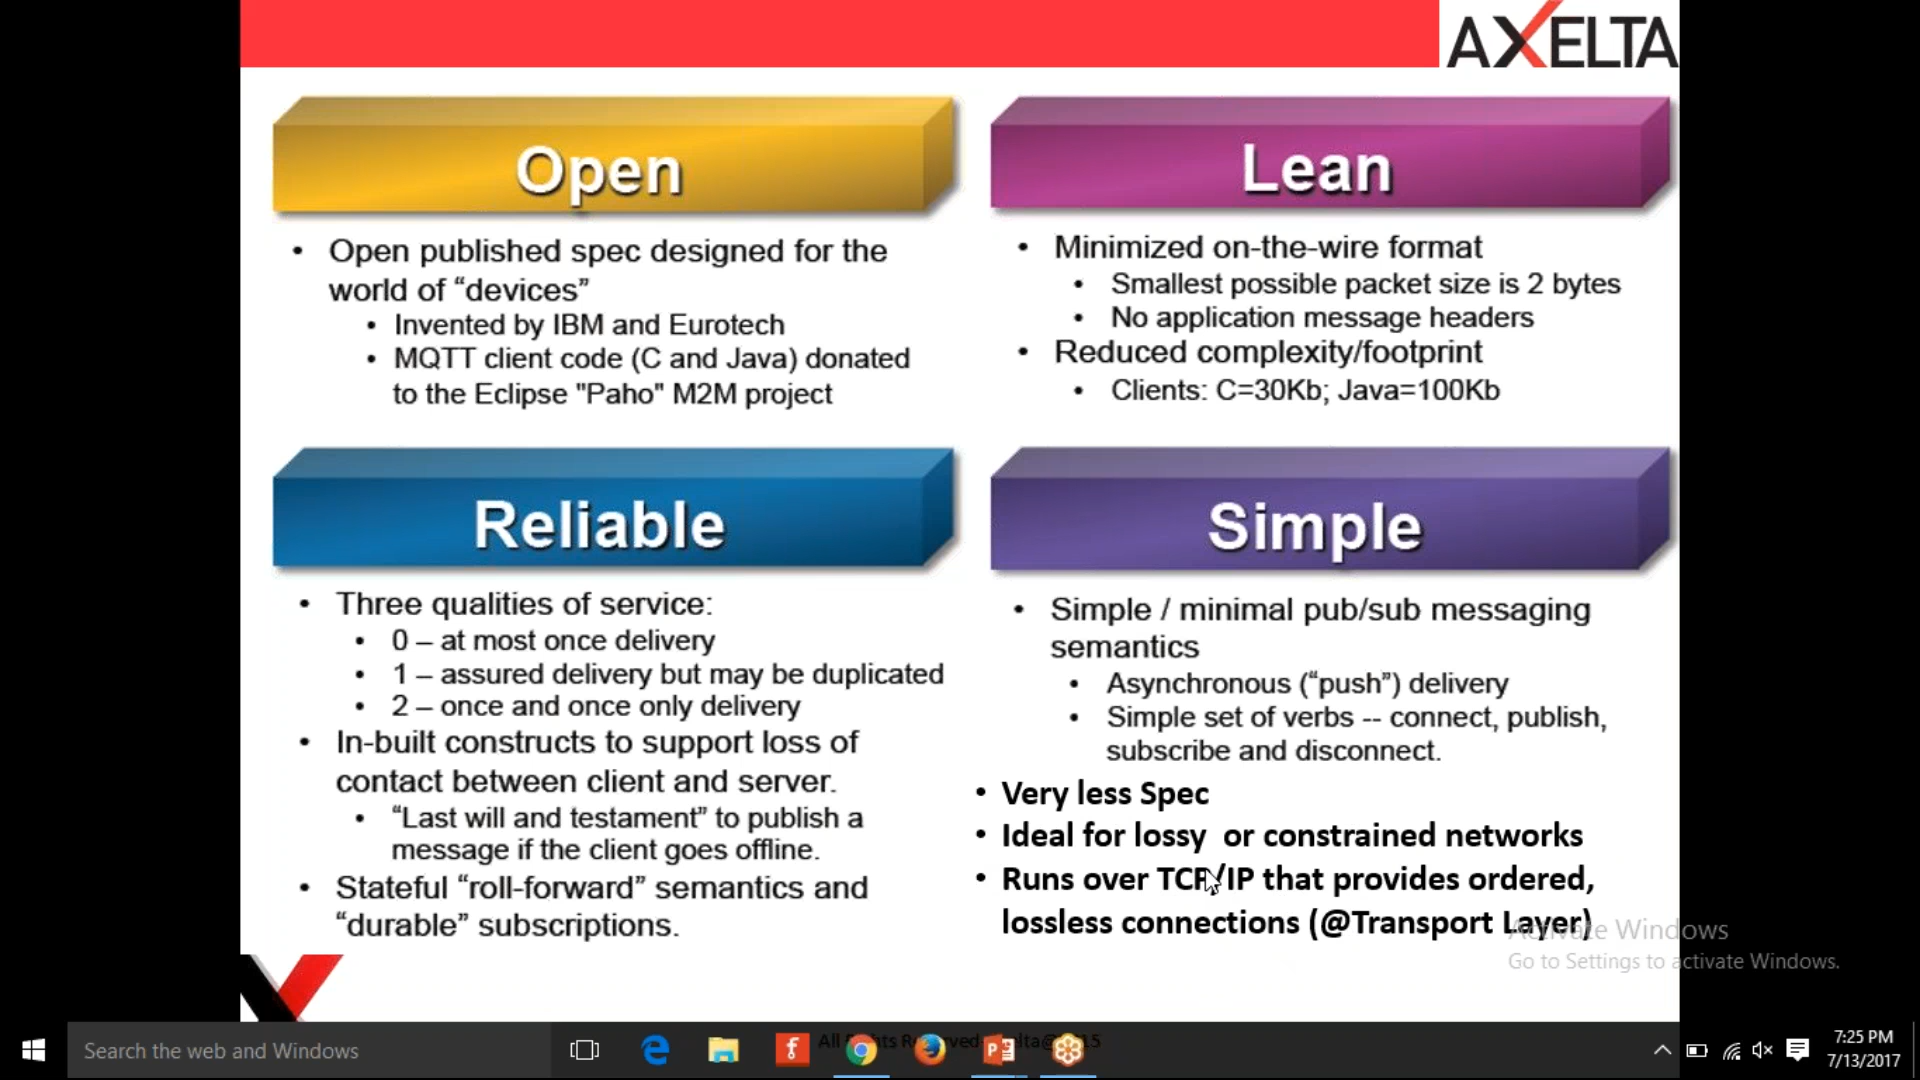 AXELTA
Open
• Open published spec designed for the
world of “devices”
• Invented by IBM and Eurotech
• MQTT client code (C and Java) donated
to the Eclipse "Paho" M2M project
Lean
• Minimized on-the-wire format
• Smallest possible packet size is 2 bytes
• No application message headers
• Reduced complexity/footprint
• Clients: C=30Kb; Java=100Kb
Reliable
• Three qualities of service:
• 0 – at most once delivery
• 1 – assured delivery but may be duplicated
• 2 – once and once only delivery
• In-built constructs to support loss of
contact between client and server.
• “Last will and testament” to publish a
message if the client goes offline.
• Stateful “roll-forward” semantics and
“durable” subscriptions.
Simple
• Simple / minimal pub/sub messaging
semantics
• Asynchronous (“push”) delivery
• Simple set of verbs -- connect, publish,
subscribe and disconnect.
• Very less Spec
• Ideal for lossy or constrained networks
• Runs over TCP/IP that provides ordered,
lossless connections (@Transport Layer)
Activate Windows
Go to Settings to activate Windows.
Search the web and Windows
All
7:25 PM
7/13/2017